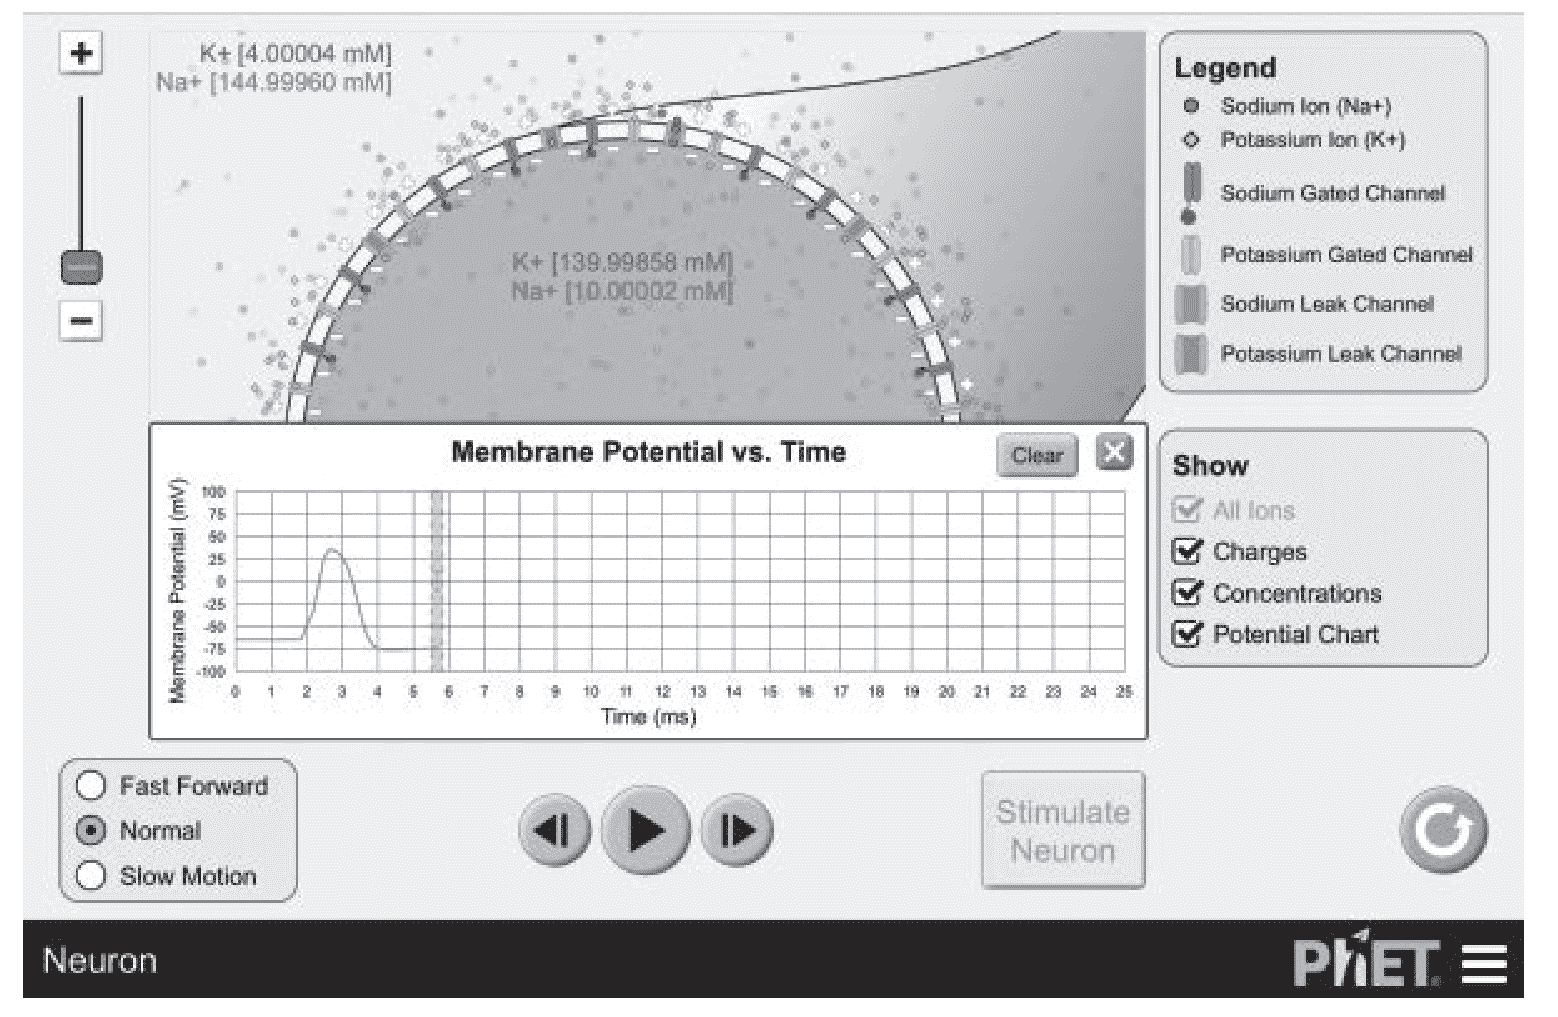 +
K+ [4.00004 mM]
Na+ [144.99960 mM]
−
K+ [139.99858 mM]
Na+ [10.00002 mM]
Legend
Sodium Ion (Na+)
Potassium Ion (K+)
Sodium Gated Channel
Potassium Gated Channel
Sodium Leak Channel
Potassium Leak Channel
Membrane Potential vs. Time
Clear
Membrane Potential (mV)
100
75
50
25
0
-25
-50
-75
-100
0 1 2 3 4 5 6 7 8 9 10 11 12 13 14 15 16 17 18 19 20 21 22 23 24 25
Time (ms)
Show
All Ions
Charges
Concentrations
Potential Chart
Fast Forward
Normal
Slow Motion
Stimulate
Neuron
Neuron
PhET